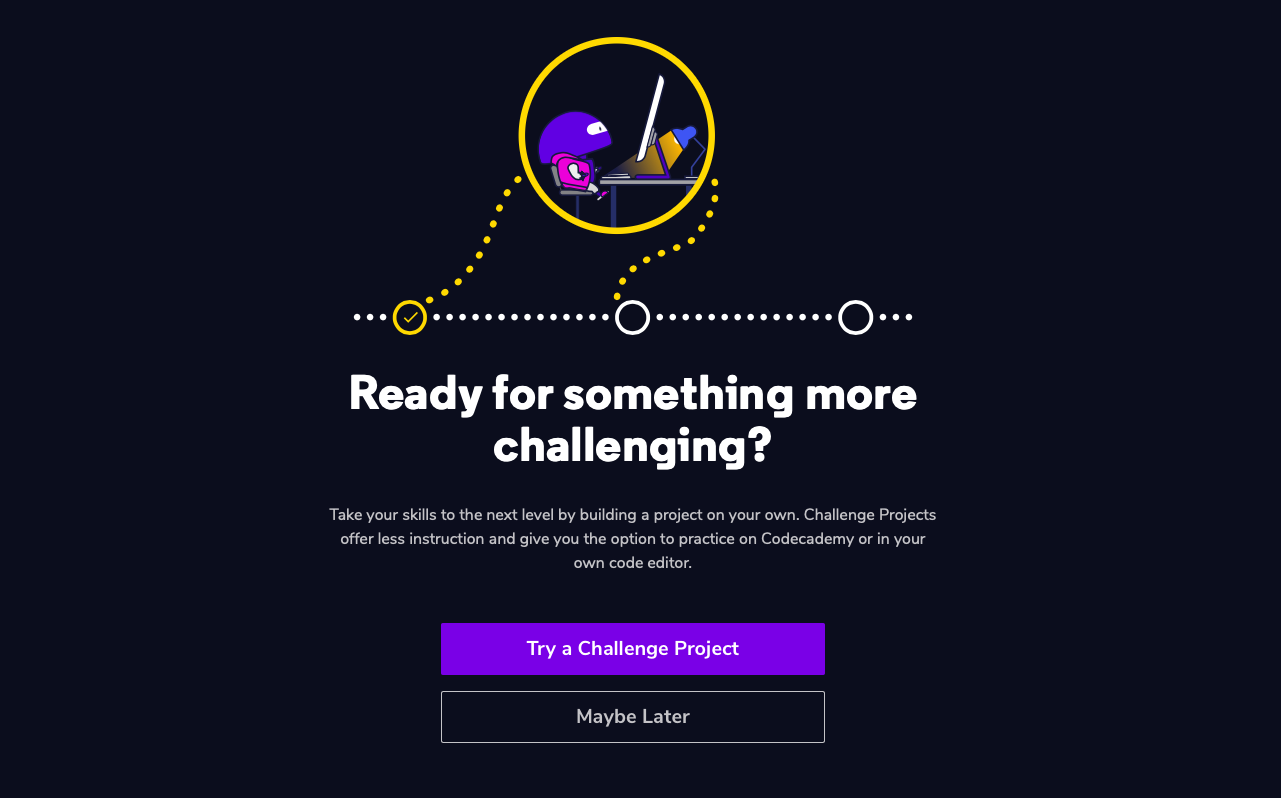 Ready for something more
challenging?
Take your skills to the next level by building a project on your own. Challenge Projects
offer less instruction and give you the option to practice on Codecademy or in your
own code editor.
Try a Challenge Project
Maybe Later